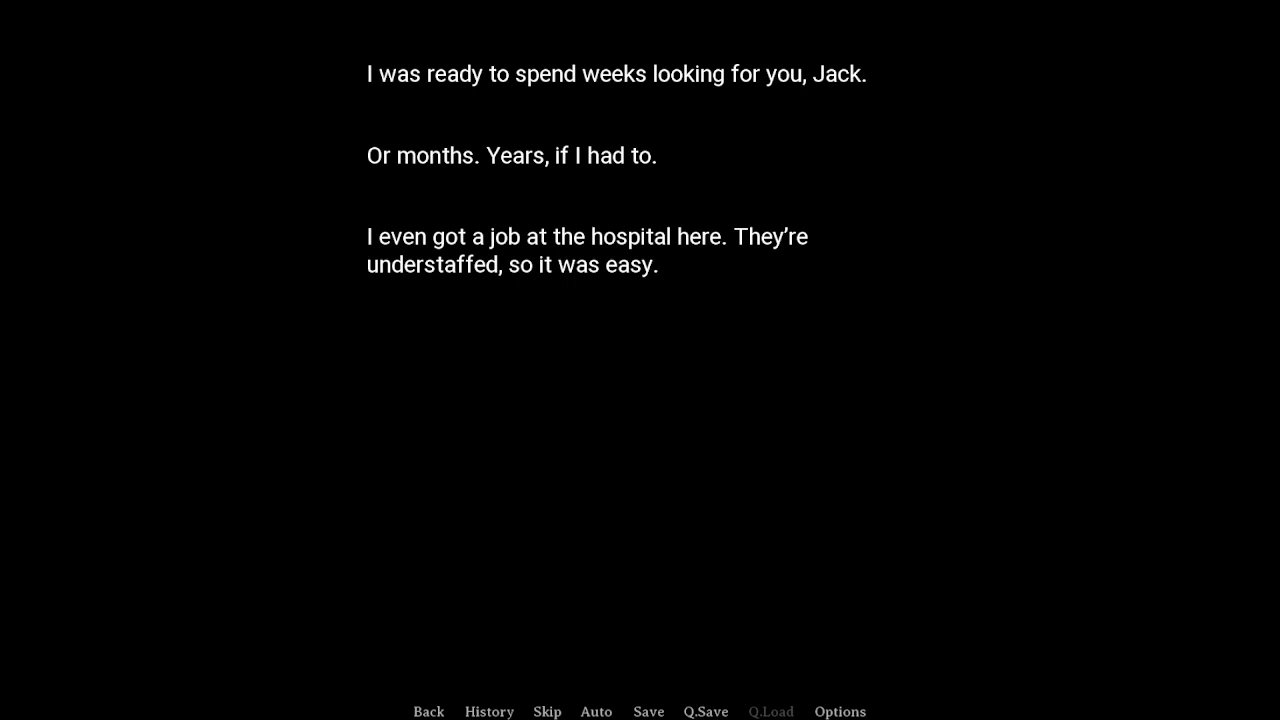 I was ready to spend weeks looking for you, Jack.
Or months. Years, if I had to.
I even got a job at the hospital here. They’re
understaffed, so it was easy.
Back History Skip Auto Save Q.Save Q.Load Options